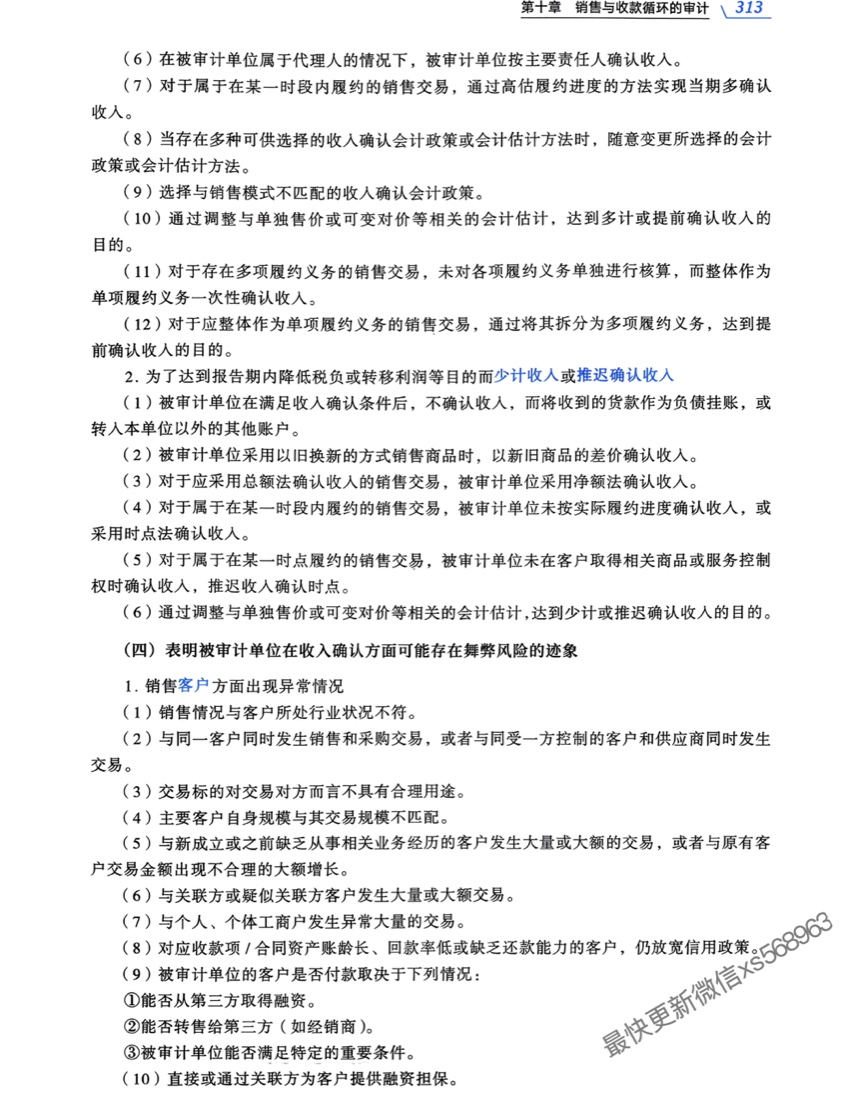 第十章 销售与收款循环的审计 313
（6）在被审计单位属于代理人的情况下，被审计单位按主要责任人确认收入。
（7）对于属于在某一时段内履约的销售交易，通过高估履约进度的方法实现当期多确认
收入。
（8）当存在多种可供选择的收入确认会计政策或会计估计方法时，随意变更所选择的会计
政策或会计估计方法。
（9）选择与销售模式不匹配的收入确认会计政策。
（10）通过调整与单独售价或可变对价等相关的会计估计，达到多计或提前确认收入的
目的。
（11）对于存在多项履约义务的销售交易，未对各项履约义务单独进行核算，而整体作为
单项履约义务一次性确认收入。
（12）对于应整体作为单项履约义务的销售交易，通过将其拆分为多项履约义务，达到提
前确认收入的目的。
2. 为了达到报告期内降低税负或转移利润等目的而少计收入或推迟确认收入
（1）被审计单位在满足收入确认条件后，不确认收入，而将收到的货款作为负债挂账，或
转入本单位以外的其他账户。
（2）被审计单位采用以旧换新的方式销售商品时，以新旧商品的差价确认收入。
（3）对于应采用总额法确认收入的销售交易，被审计单位采用净额法确认收入。
（4）对于属于在某一时段内履约的销售交易，被审计单位未按实际履约进度确认收入，或
采用时点法确认收入。
（5）对于属于在某一时点履约的销售交易，被审计单位未在客户取得相关商品或服务控制
权时确认收入，推迟收入确认时点。
（6）通过调整与单独售价或可变对价等相关的会计估计，达到少计或推迟确认收入的目的。
（四）表明被审计单位在收入确认方面可能存在舞弊风险的迹象
1. 销售客户方面出现异常情况
（1）销售情况与客户所处行业状况不符。
（2）与同一客户同时发生销售和采购交易，或者与同受一方控制的客户和供应商同时发生
交易。
（3）交易标的对交易对方而言不具有合理用途。
（4）主要客户自身规模与其交易规模不匹配。
（5）与新成立或之前缺乏从事相关业务经历的客户发生大量或大额的交易，或者与原有客
户交易金额出现不合理的大额增长。
（6）与关联方或疑似关联方客户发生大量或大额交易。
（7）与个人、个体工商户发生异常大量的交易。
（8）对应收款项/合同资产账龄长、回款率低或缺乏还款能力的客户，仍放宽信用政策。
（9）被审计单位的客户是否付款取决于下列情况：
①能否从第三方取得融资。
②能否转售给第三方（如经销商）。
③被审计单位能否满足特定的重要条件。
（10）直接或通过关联方为客户提供融资担保。
最快更新微信xs568963